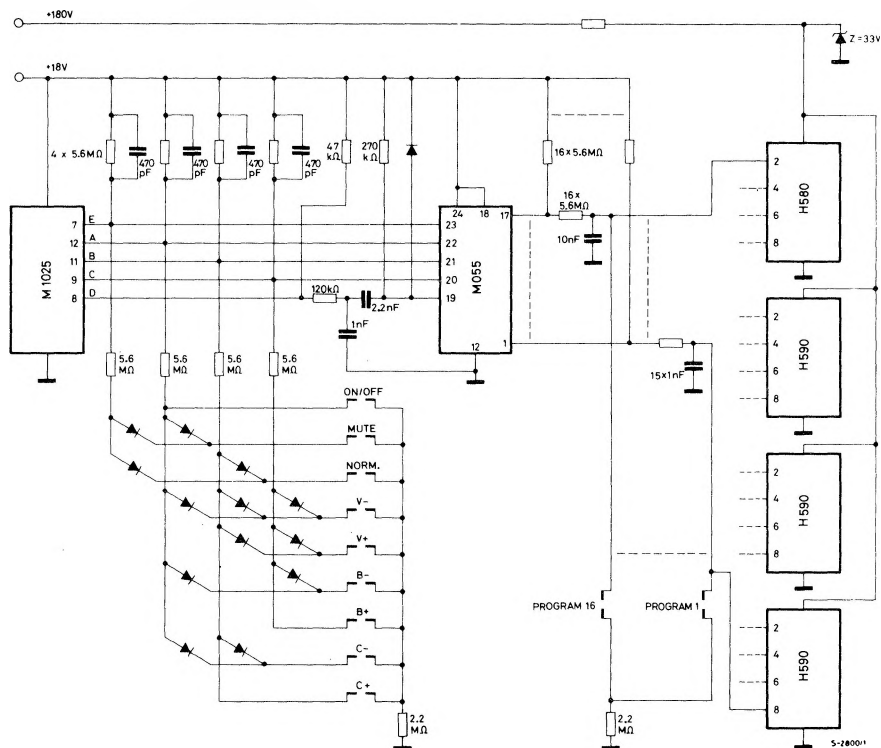 +180V
Z=33V
+18V
4 x 5.6MΩ
470
pF
470
pF
470
pF
470
pF
47
kΩ
270
kΩ
16x5.6MΩ
16x
5.6MΩ
10nF
M1025
7
12
11
9
8
E
A
B
C
D
120kΩ
2.2nF
1nF
24
18
23
22
21
20
19
12
17
1
M055
15x1nF
5.6
MΩ
5.6
MΩ
5.6
MΩ
5.6
MΩ
ON/OFF
MUTE
NORM.
V-
V+
B-
B+
C-
C+
2.2
MΩ
PROGRAM 16
PROGRAM 1
2.2
MΩ
2
4
6
8
H580
2
4
6
8
H590
2
4
6
8
H590
2
4
6
8
H590
S-2800/1